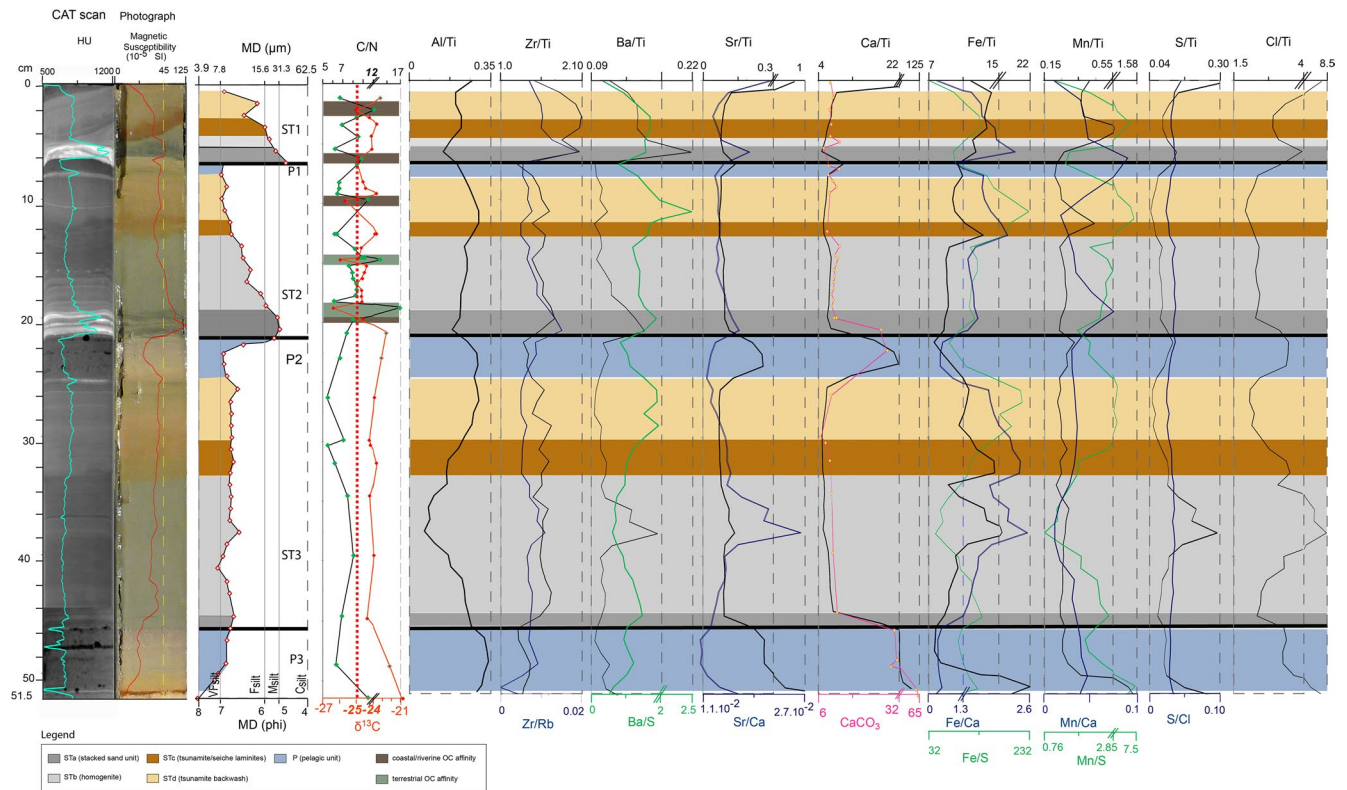 CAT scan
Photograph
HU
Magnetic
Susceptibility
(10⁻⁵ SI)
500 1200
0 45 125
cm
MD (µm)
3.9 7.8 15.6 31.3 62.5
C/N
5 7 12 17
Al/Ti
0 0.35
Zr/Ti
1.0 2.10
Ba/Ti
0.09 0.22
Sr/Ti
0 0.3 1
Ca/Ti
4 22 125
Fe/Ti
7 15 22
Mn/Ti
0.15 0.55 1.58
S/Ti
0.04 0.30
Cl/Ti
1.5 4 8.5
0
10
20
30
40
50
51.5
ST1
P1
ST2
P2
ST3
P3
VFsilt
Fsilt
Msilt
Csilt
8 7 6 5 4
MD (phi)
-27 -25 -24 -21
δ¹³C
0 0.02
Zr/Rb
0 2 2.5
Ba/S
1.1.10⁻² 2.7.10⁻²
Sr/Ca
6 32 65
CaCO₃
0 1.3 2.6
Fe/Ca
32 232
Fe/S
0 0.1
Mn/Ca
0.76 2.85 7.5
Mn/S
0 0.10
S/Cl
Legend
STa (stacked sand unit)
STc (tsunamite/seiche laminites)
P (pelagic unit)
coastal/riverine OC affinity
STb (homogenite)
STd (tsunamite backwash)
terrestrial OC affinity